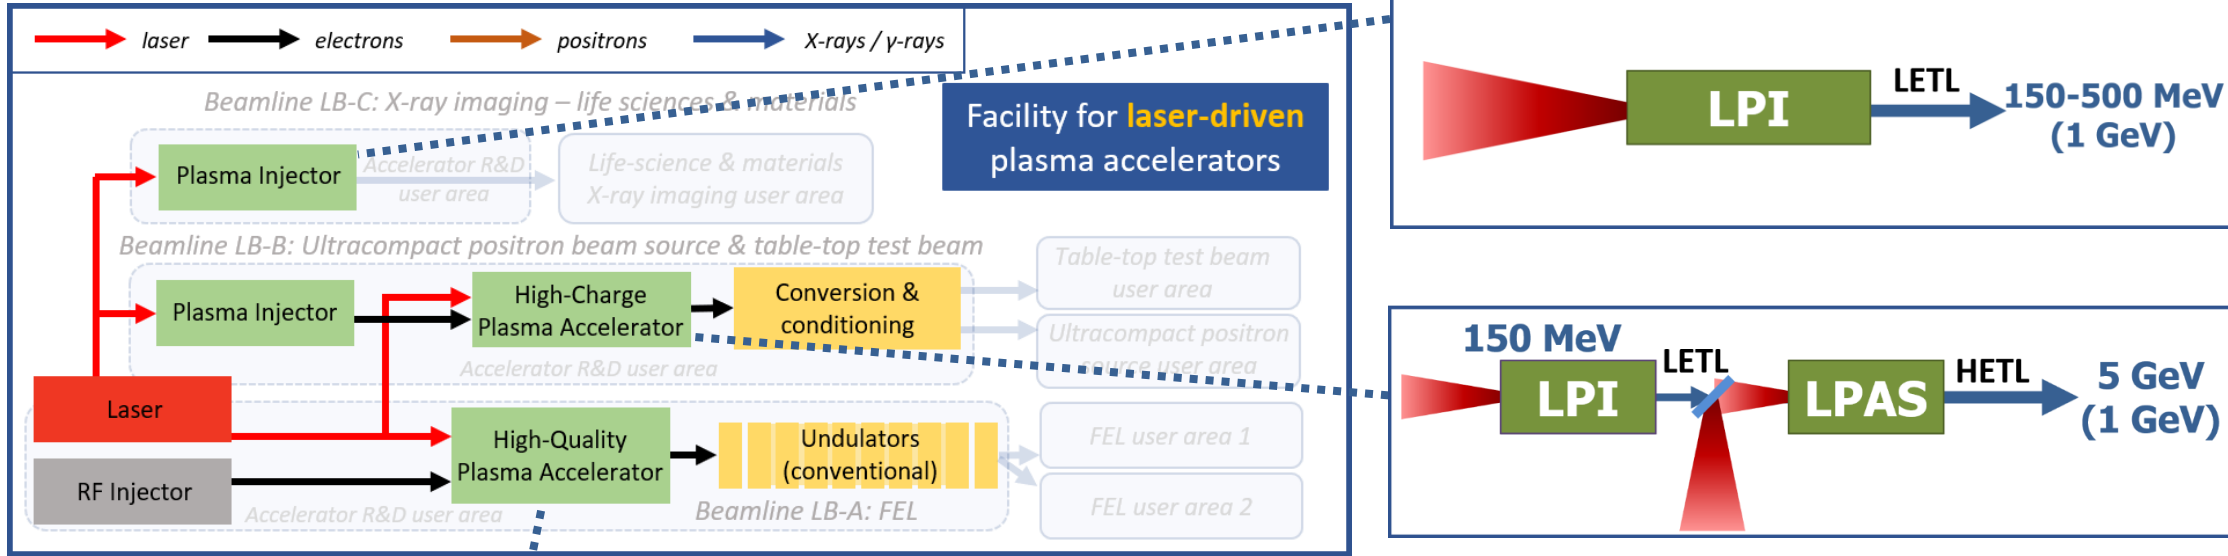 laser
electrons
positrons
X-rays / γ-rays
Beamline LB-C: X-ray imaging – life sciences & materials
Facility for laser-driven
plasma accelerators
Plasma Injector
Accelerator R&D
user area
Life-science & materials
X-ray imaging user area
Beamline LB-B: Ultracompact positron beam source & table-top test beam
Plasma Injector
High-Charge
Plasma Accelerator
Conversion &
conditioning
Table-top test beam
user area
Ultracompact positron
source user area
Accelerator R&D user area
Laser
RF Injector
High-Quality
Plasma Accelerator
Undulators
(conventional)
FEL user area 1
FEL user area 2
Accelerator R&D user area
Beamline LB-A: FEL
LPI
LETL
150-500 MeV
(1 GeV)
150 MeV
LPI
LETL
LPAS
HETL
5 GeV
(1 GeV)